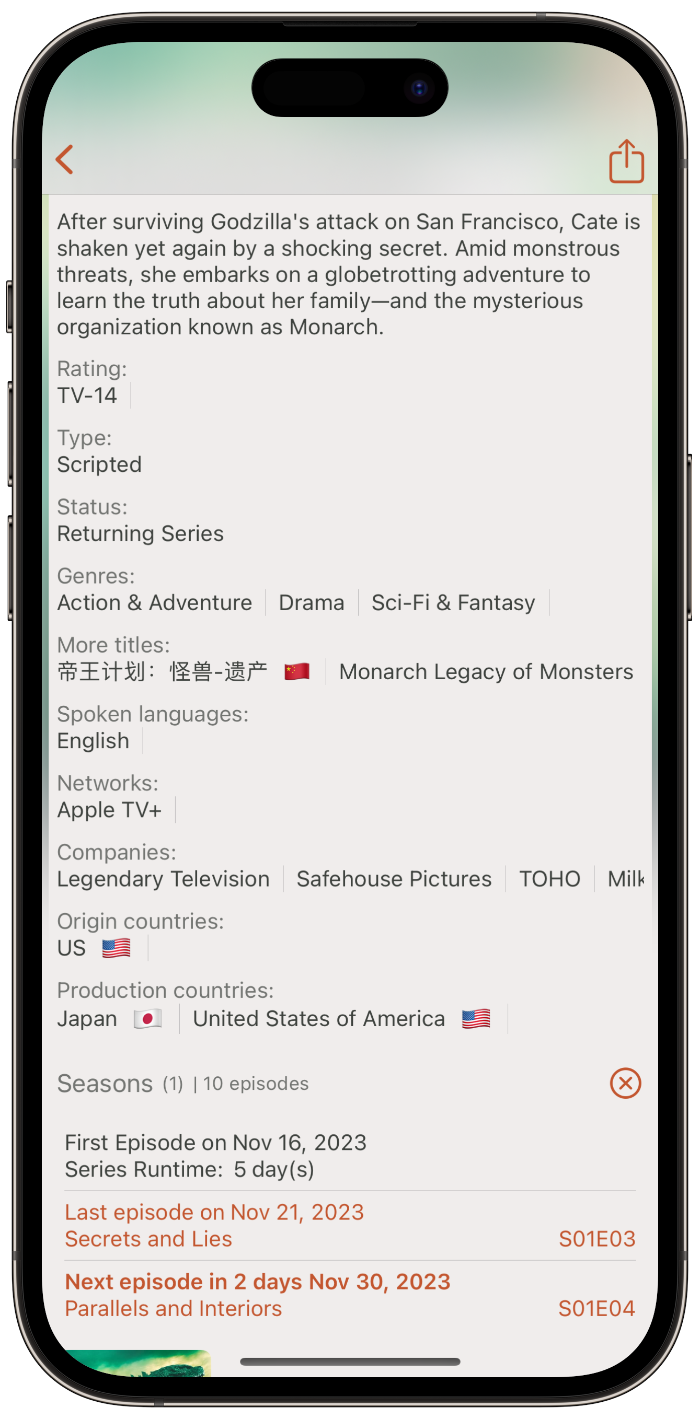 After surviving Godzilla's attack on San Francisco, Cate is
shaken yet again by a shocking secret. Amid monstrous
threats, she embarks on a globetrotting adventure to
learn the truth about her family—and the mysterious
organization known as Monarch.
Rating:
TV-14
Type:
Scripted
Status:
Returning Series
Genres:
Action & Adventure Drama Sci-Fi & Fantasy
More titles:
帝王计划：怪兽-遗产 🇨🇳 Monarch Legacy of Monsters
Spoken languages:
English
Networks:
Apple TV+
Companies:
Legendary Television Safehouse Pictures TOHO Milk
Origin countries:
US 🇺🇸
Production countries:
Japan 🇯🇵 United States of America 🇺🇸
Seasons (1) | 10 episodes
First Episode on Nov 16, 2023
Series Runtime: 5 day(s)
Last episode on Nov 21, 2023
Secrets and Lies S01E03
Next episode in 2 days Nov 30, 2023
Parallels and Interiors S01E04